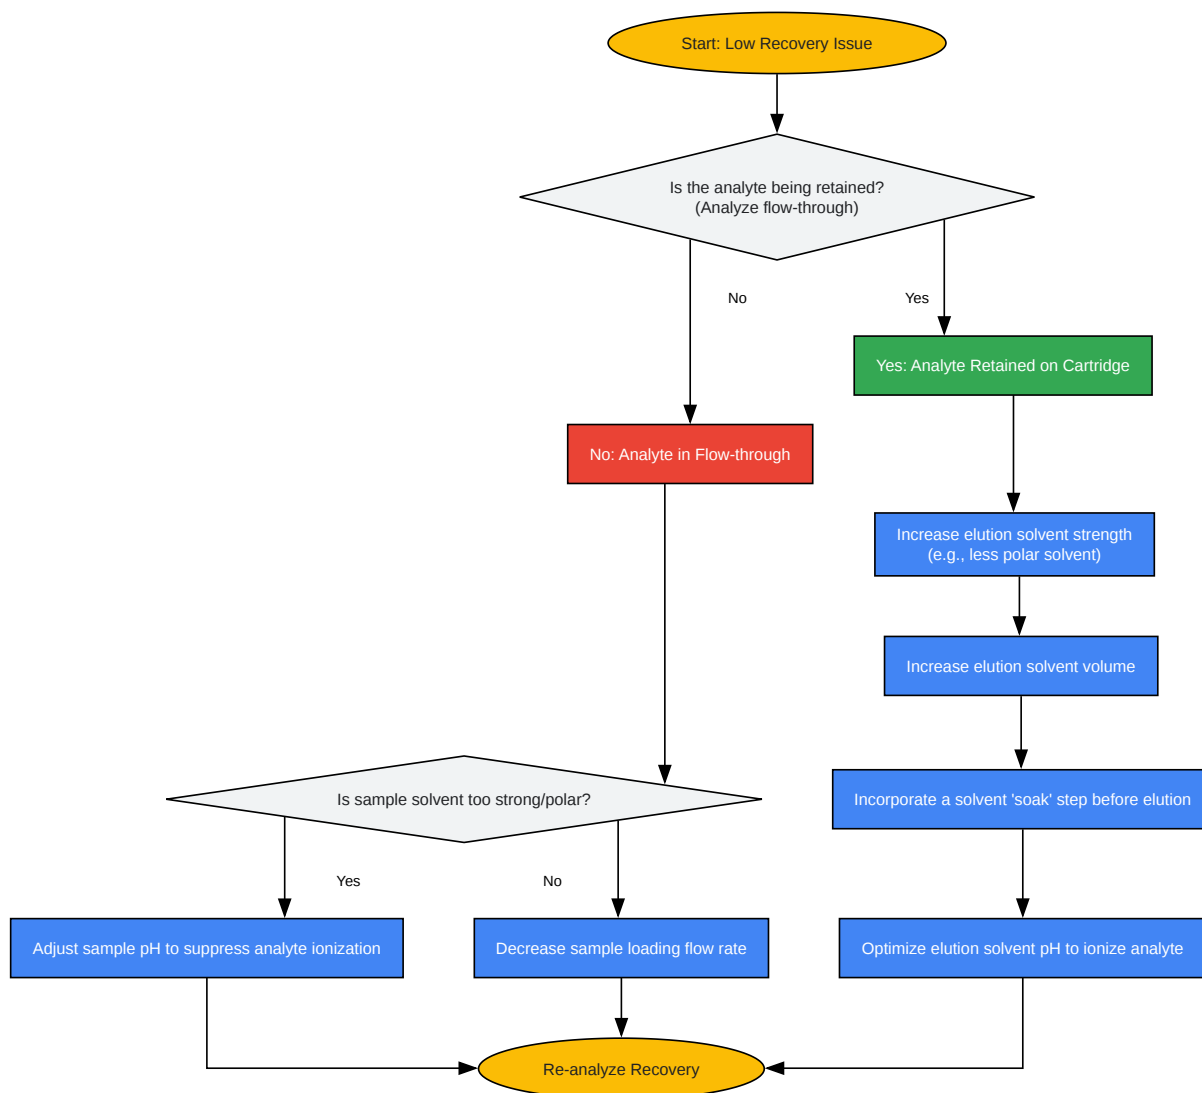 Start: Low Recovery Issue
Is the analyte being retained?
(Analyze flow-through)
No
Yes
Yes: Analyte Retained on Cartridge
No: Analyte in Flow-through
Increase elution solvent strength
(e.g., less polar solvent)
Increase elution solvent volume
Is sample solvent too strong/polar?
Incorporate a solvent 'soak' step before elution
Yes
No
Adjust sample pH to suppress analyte ionization
Decrease sample loading flow rate
Optimize elution solvent pH to ionize analyte
Re-analyze Recovery